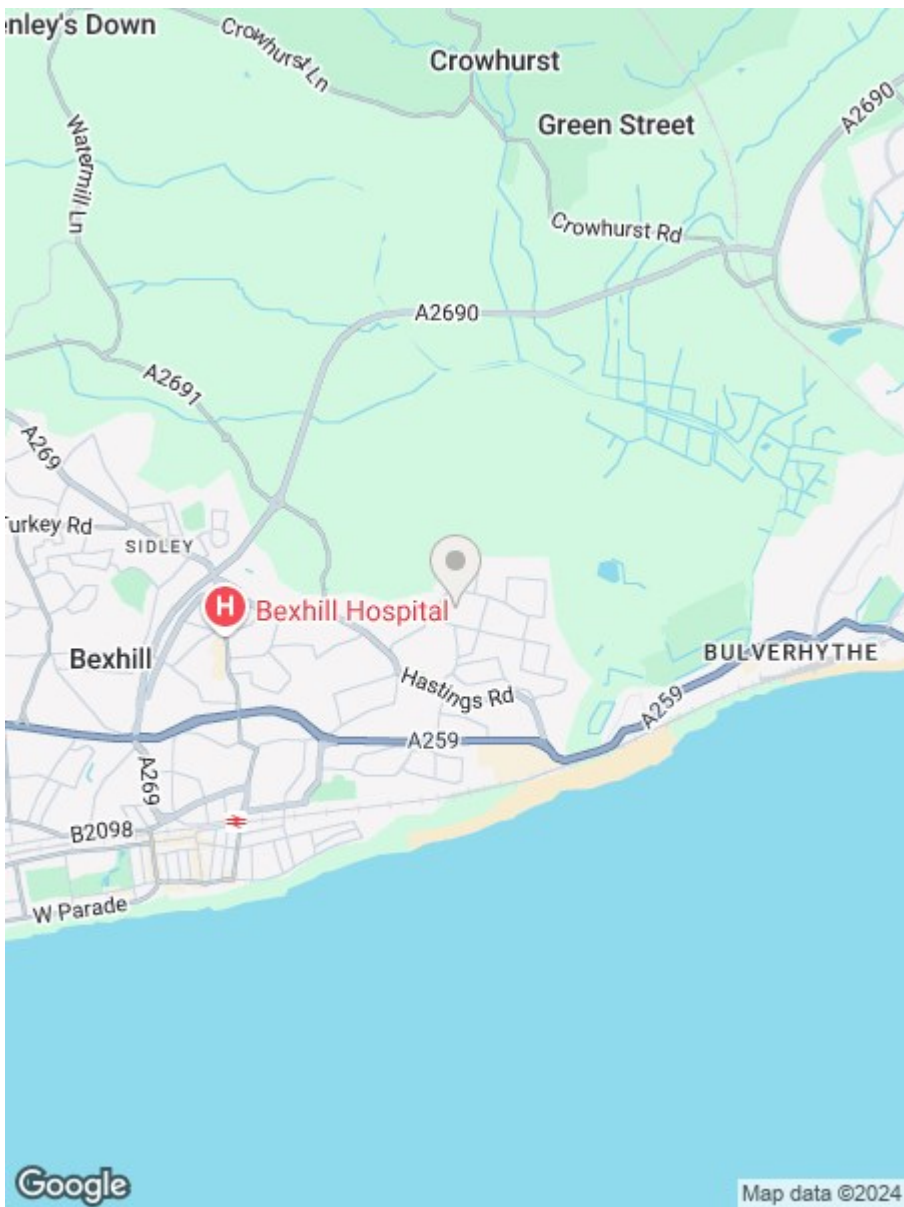 enley's Down
Crowhurst Ln
Crowhurst
A2690
Green Street
Watermill Ln
Crowhurst Rd
A2690
A2691
A269
Turkey Rd
SIDLEY
H
Bexhill Hospital
Bexhill
BULVERHYTHE
Hastings Rd
A259
A259
A269
B2098
W Parade
Google
Map data ©2024